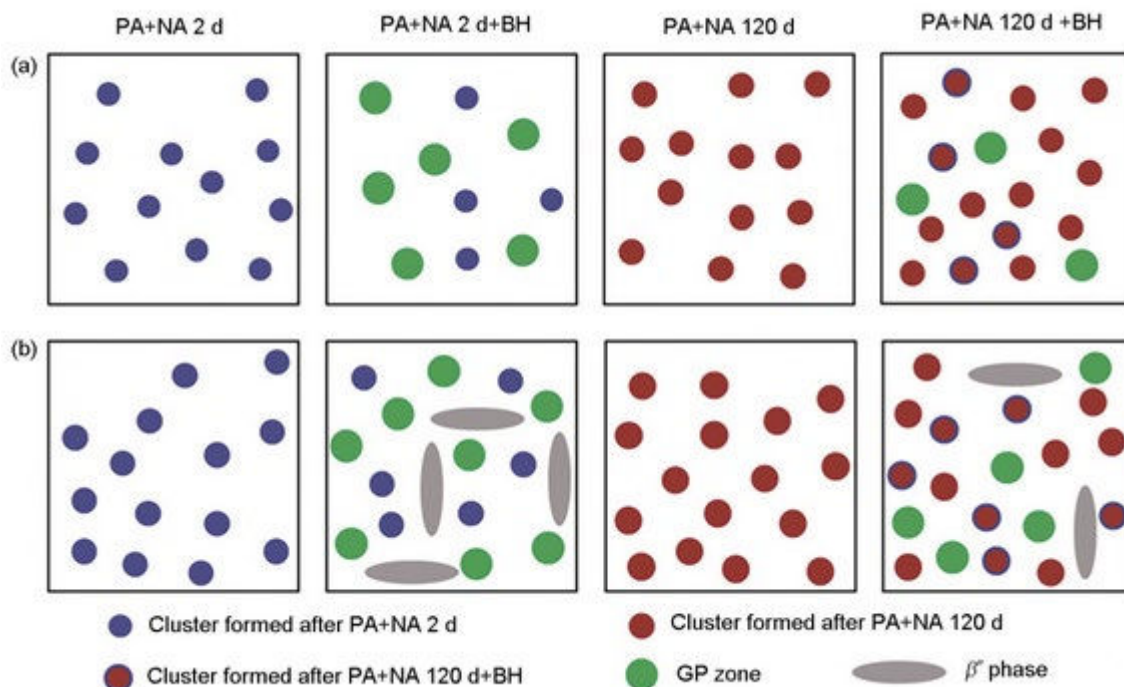 PA+NA 2 d
PA+NA 2 d+BH
PA+NA 120 d
PA+NA 120 d +BH
(a)
(b)
Cluster formed after PA+NA 2 d
Cluster formed after PA+NA 120 d
Cluster formed after PA+NA 120 d+BH
GP zone
β″ phase